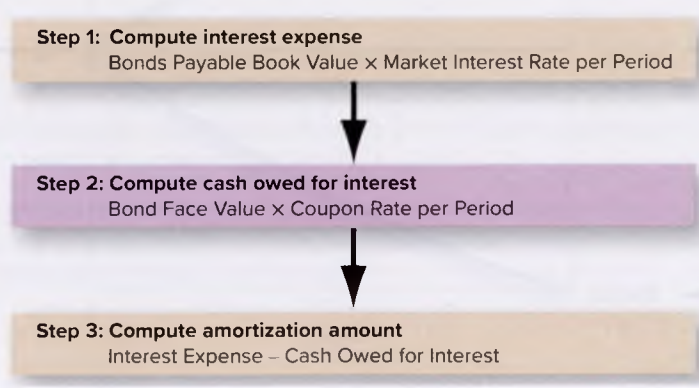 Step 1: Compute interest expense
Bonds Payable Book Value × Market Interest Rate per Period
Step 2: Compute cash owed for interest
Bond Face Value × Coupon Rate per Period
Step 3: Compute amortization amount
Interest Expense – Cash Owed for Interest